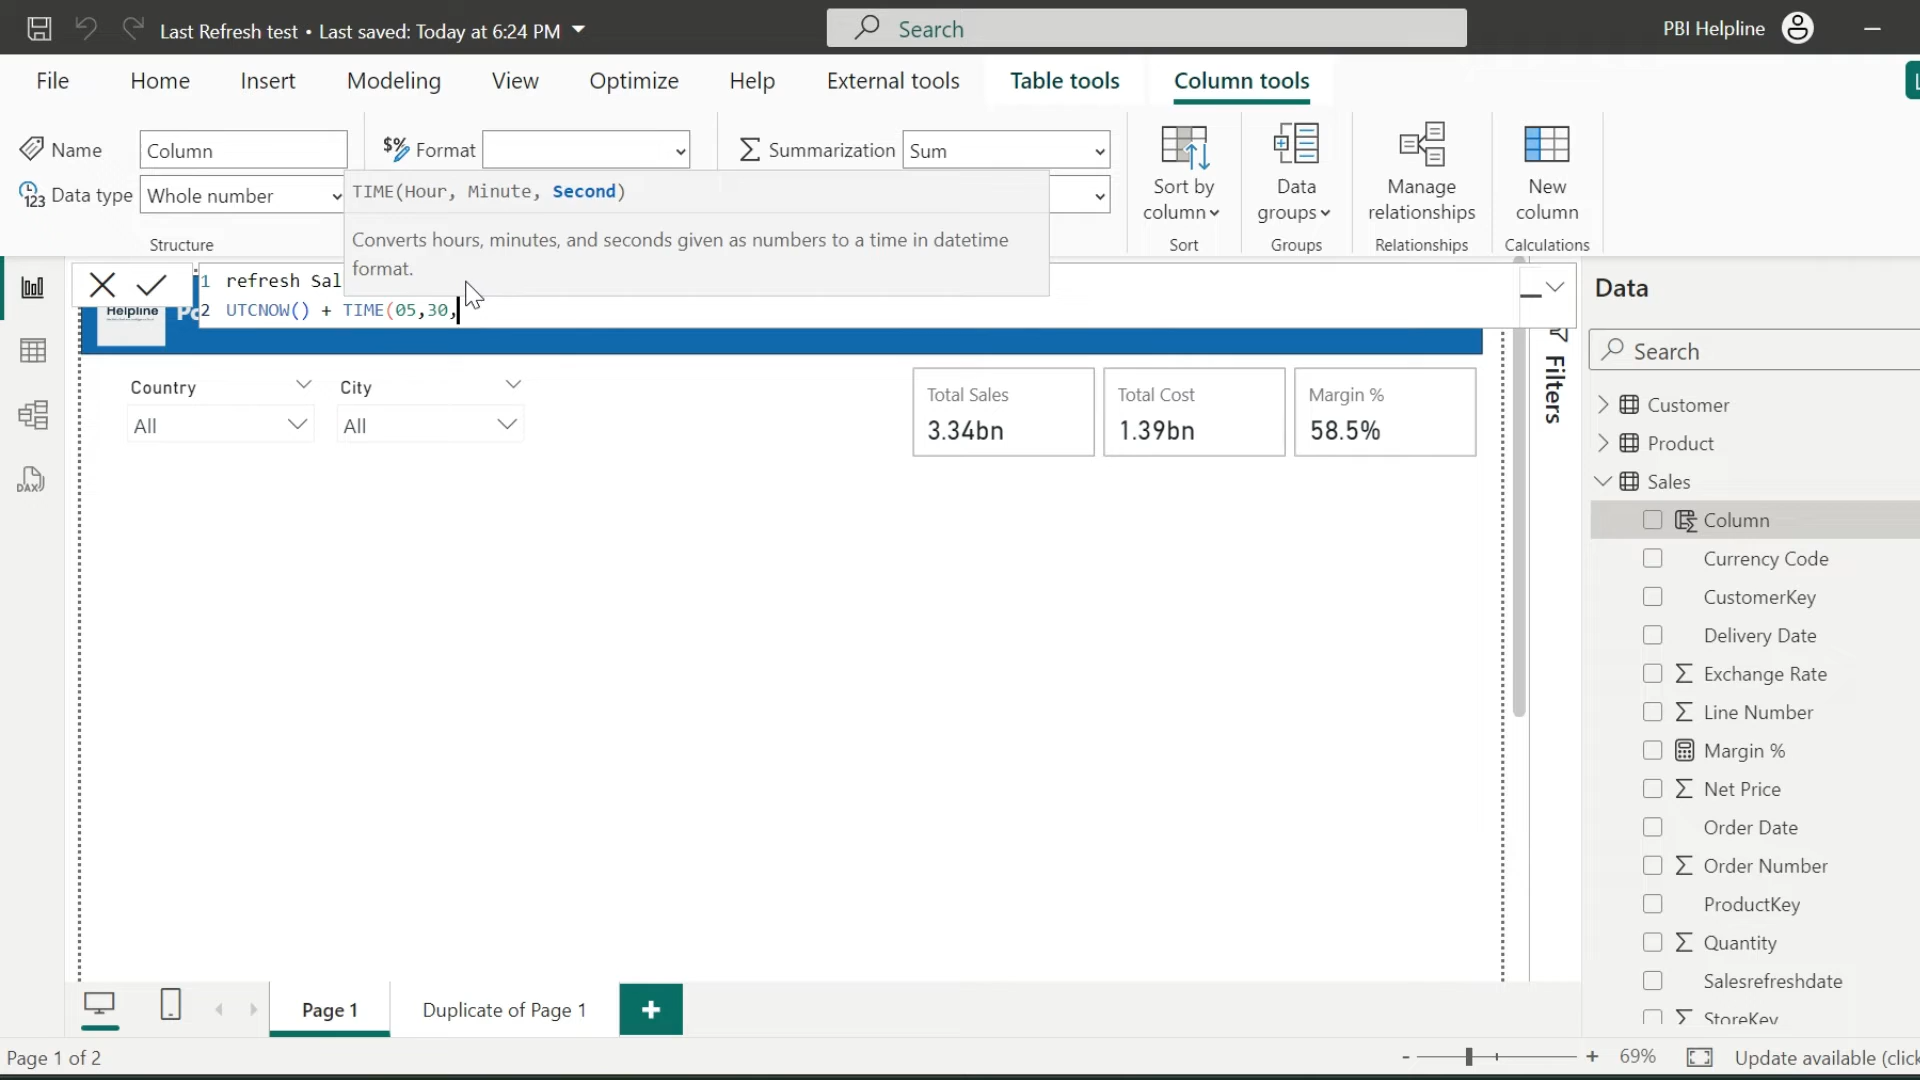 Last Refresh test • Last saved: Today at 6:24 PM
Search
PBI Helpline
File Home Insert Modeling View Optimize Help External tools Table tools Column tools
Name Column
$% Format
Summarization Sum
Data type Whole number
Structure
TIME(Hour, Minute, Second)
Converts hours, minutes, and seconds given as numbers to a time in datetime
format.
Sort by
column
Sort
Data
groups
Groups
Manage
relationships
Relationships
New
column
Calculations
1 refresh Sal
2 UTCNOW() + TIME(05,30,
Helpline
Country
All
City
All
Total Sales
3.34bn
Total Cost
1.39bn
Margin %
58.5%
Filters
Data
Search
Customer
Product
Sales
Column
Currency Code
CustomerKey
Delivery Date
Exchange Rate
Line Number
Margin %
Net Price
Order Date
Order Number
ProductKey
Quantity
Salesrefreshdate
StoreKey
DAX
Page 1
Duplicate of Page 1
+
Page 1 of 2
- + 69%
Update available (click